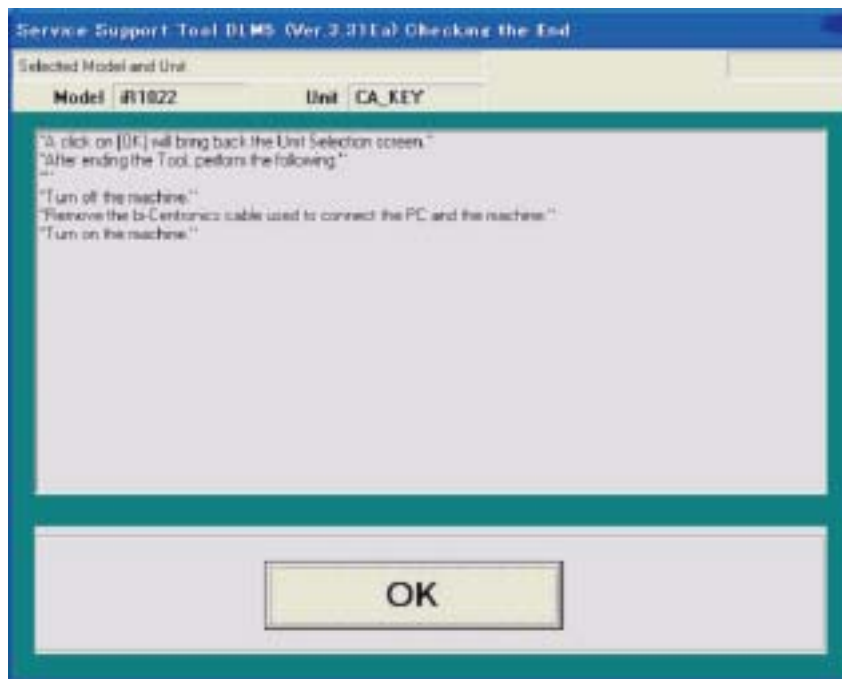 Service Support Tool DLM5 (Ver.3.31Ea) Checking the End
Selected Model and Unit
Model iR1022 Unit CA_KEY
"A click on [OK] will bring back the Unit Selection screen."
"After ending the Tool, perform the following."
""
"Turn off the machine."
"Remove the bi-Centronics cable used to connect the PC and the machine."
"Turn on the machine."
OK